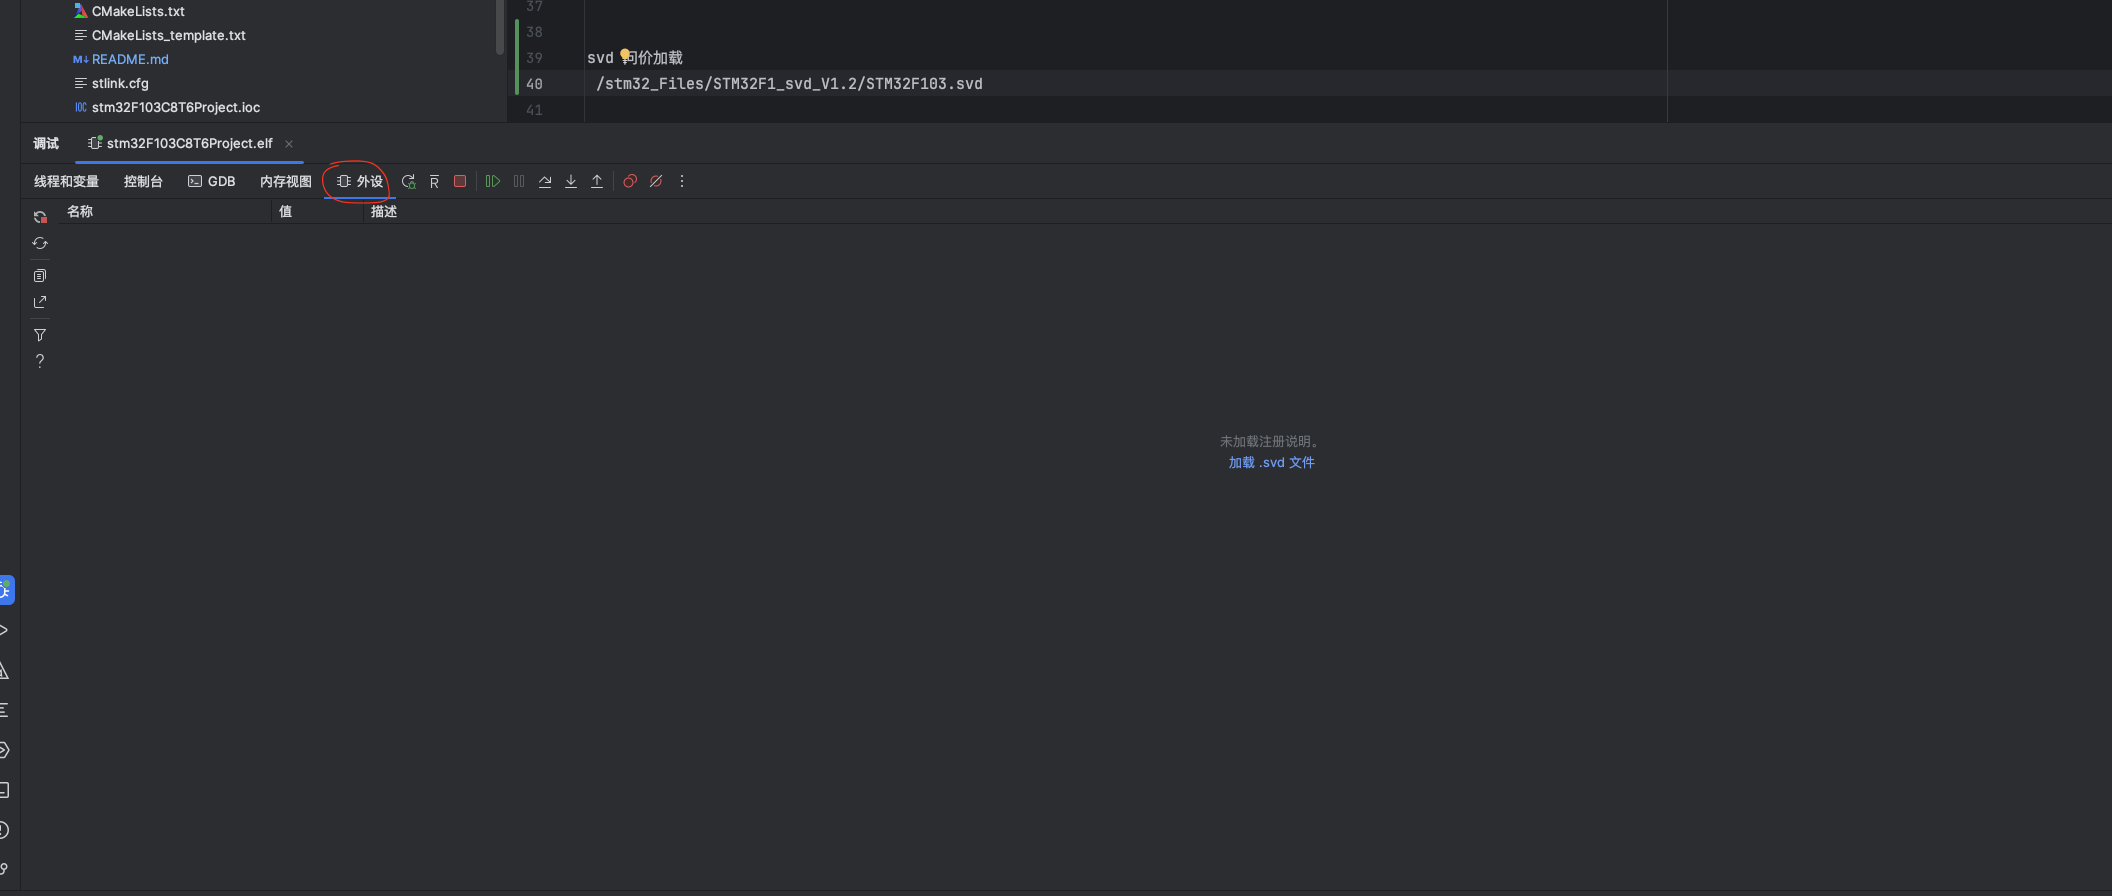 CMakeLists.txt
CMakeLists_template.txt
M↓ README.md
stlink.cfg
IOC stm32F103C8T6Project.ioc
37
38
39 svd 问价加载
40 /stm32_Files/STM32F1_svd_V1.2/STM32F103.svd
41
调试 stm32F103C8T6Project.elf
线程和变量 控制台 GDB 内存视图 外设
名称 值 描述
未加载注册说明。
加载 .svd 文件